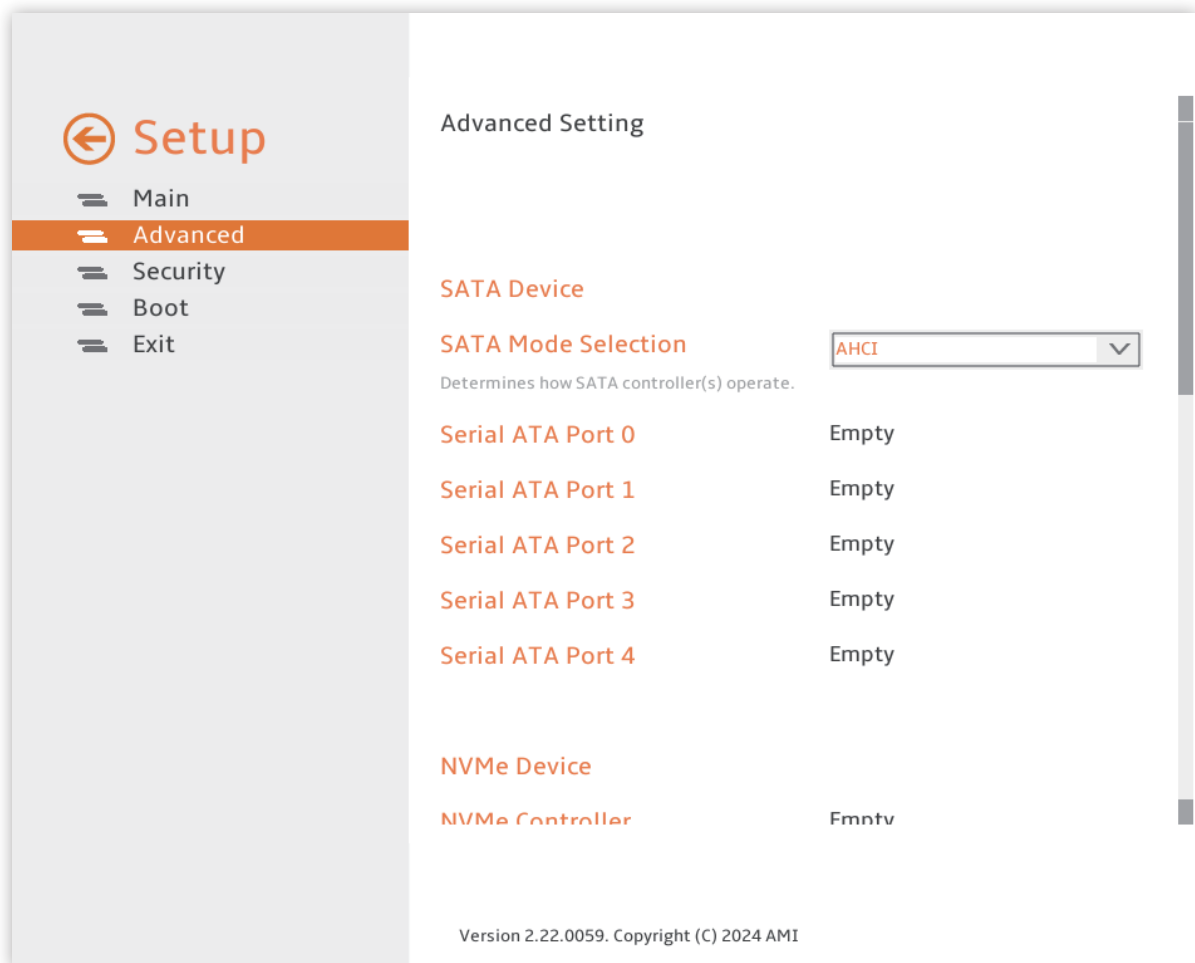 Setup
Main
Advanced
Security
Boot
Exit
Advanced Setting
SATA Device
SATA Mode Selection AHCI
Determines how SATA controller(s) operate.
Serial ATA Port 0 Empty
Serial ATA Port 1 Empty
Serial ATA Port 2 Empty
Serial ATA Port 3 Empty
Serial ATA Port 4 Empty
NVMe Device
NVMe Controller Empty
Version 2.22.0059. Copyright (C) 2024 AMI